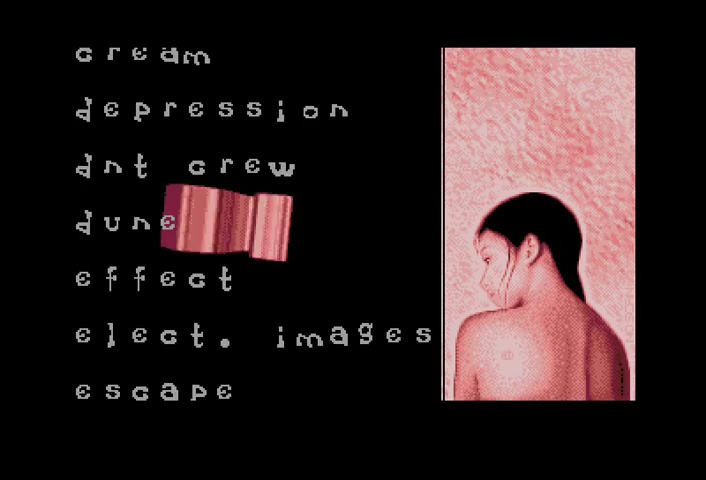 cream
depression
dnt crew
dune
effect
elect. images
escape